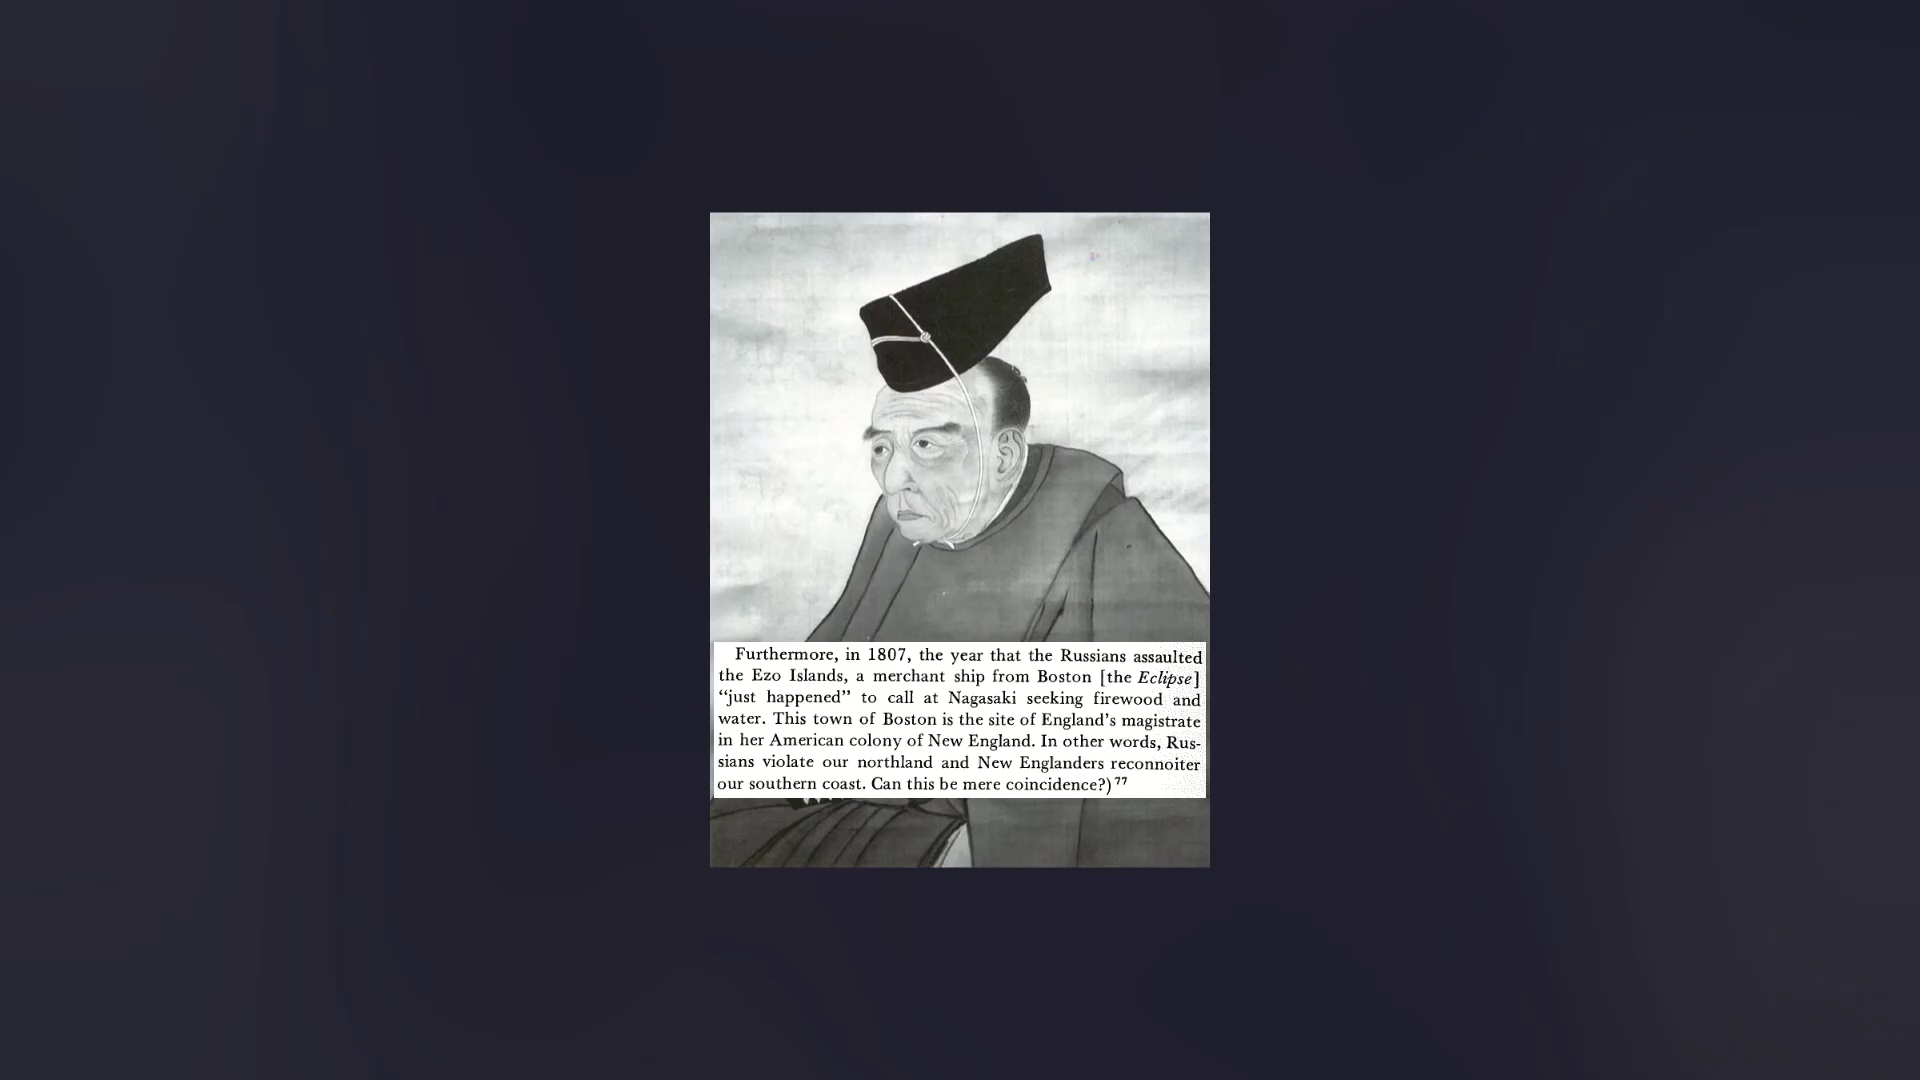 Furthermore, in 1807, the year that the Russians assaulted
the Ezo Islands, a merchant ship from Boston [the Eclipse]
“just happened” to call at Nagasaki seeking firewood and
water. This town of Boston is the site of England’s magistrate
in her American colony of New England. In other words, Rus-
sians violate our northland and New Englanders reconnoiter
our southern coast. Can this be mere coincidence?) 77